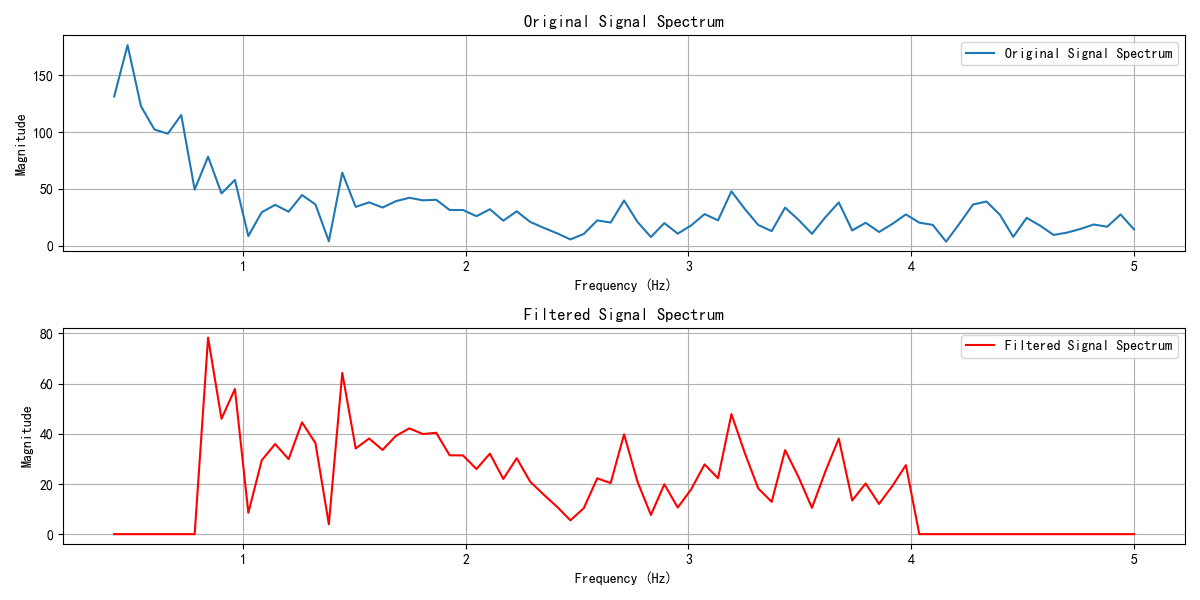 Original Signal Spectrum
Magnitude
150
100
50
0
Original Signal Spectrum
1
2
3
4
5
Frequency (Hz)
Filtered Signal Spectrum
Magnitude
80
60
40
20
0
Filtered Signal Spectrum
1
2
3
4
5
Frequency (Hz)